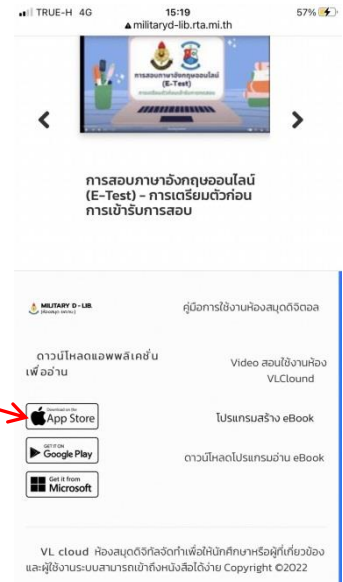 TRUE-H 4G 15:19 57%
militaryd-lib.rta.mi.th
การสอบภาษาอังกฤษออนไลน์
(E-Test)
การสอบภาษาอังกฤษออนไลน์
(E-Test) - การเตรียมตัวก่อน
การเข้ารับการสอบ
MILITARY D - LIB.
คู่มือการใช้งานห้องสมุดดิจิตอล
ดาวน์โหลดแอพพลิเคชั่น
เพื่ออ่าน
Video สอนใช้งานห้อง
VLClound
Download on the
App Store
โปรแกรมสร้าง eBook
GET IT ON
Google Play
ดาวน์โหลดโปรแกรมอ่าน eBook
Get it from
Microsoft
VL cloud ห้องสมุดดิจิทัลจัดทำเพื่อให้นักศึกษาหรือผู้ที่เกี่ยวข้อง
และผู้ใช้งานระบบสามารถเข้าถึงหนังสือได้ง่าย Copyright ©2022